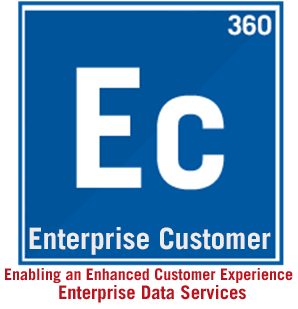 360
Ec
Enterprise Customer
Enabling an Enhanced Customer Experience
Enterprise Data Services